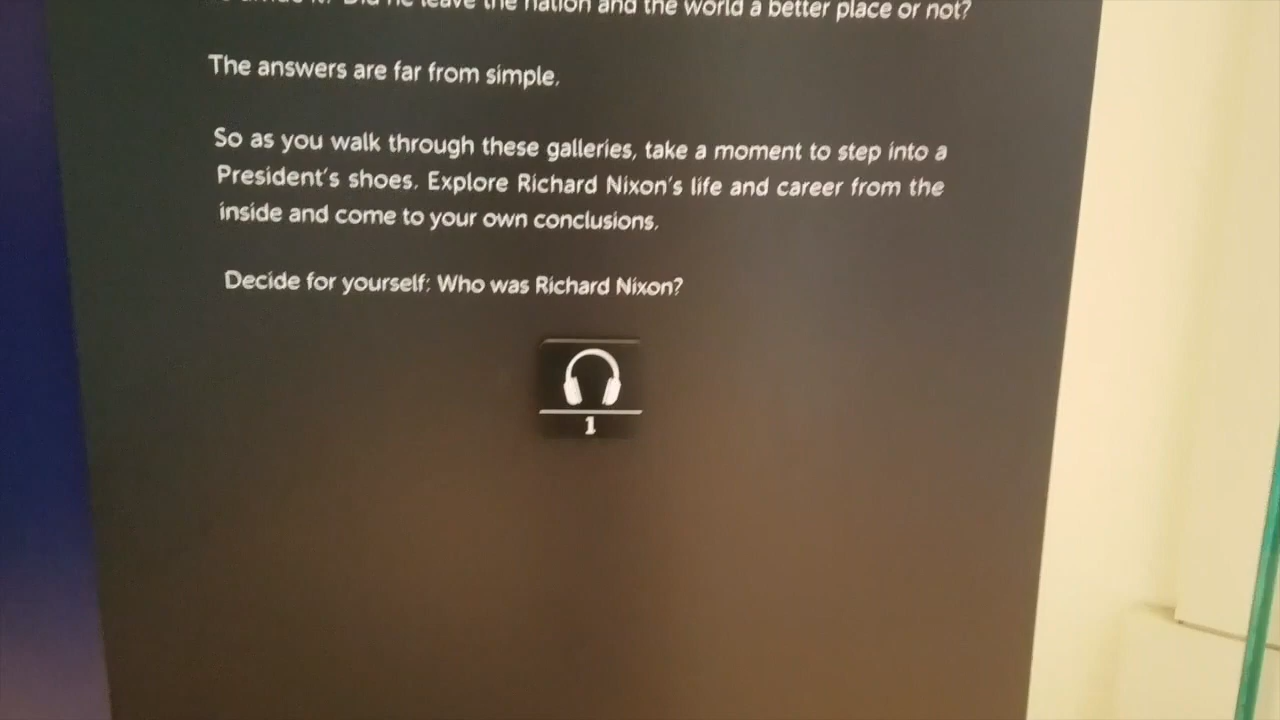 leave the nation and the world a better place or not?
The answers are far from simple.
So as you walk through these galleries, take a moment to step into a
President's shoes. Explore Richard Nixon's life and career from the
inside and come to your own conclusions.
Decide for yourself: Who was Richard Nixon?
1